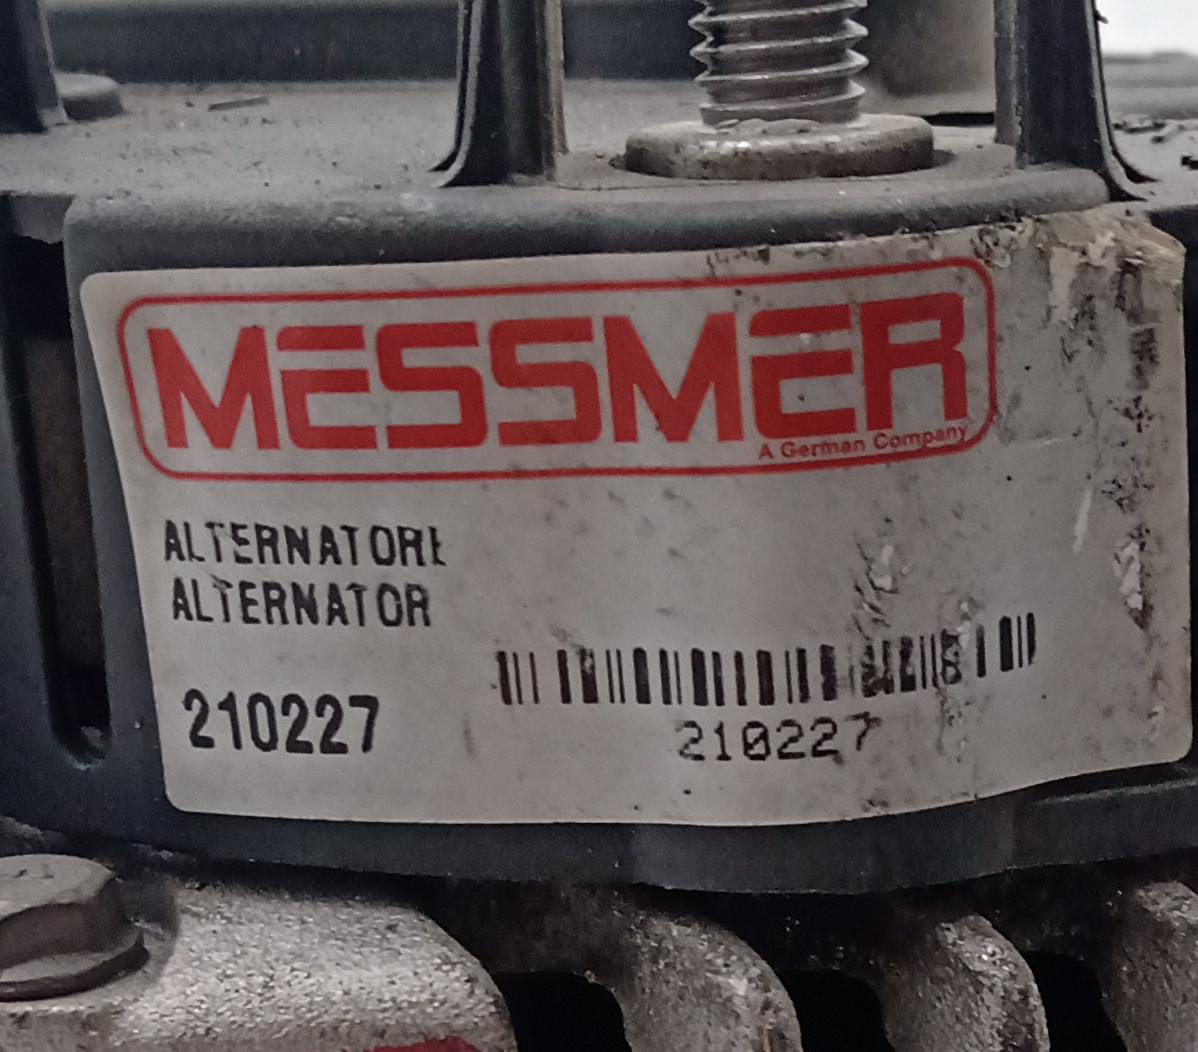 MESSMER
A German Company
ALTERNATORE
ALTERNATOR
210227
210227